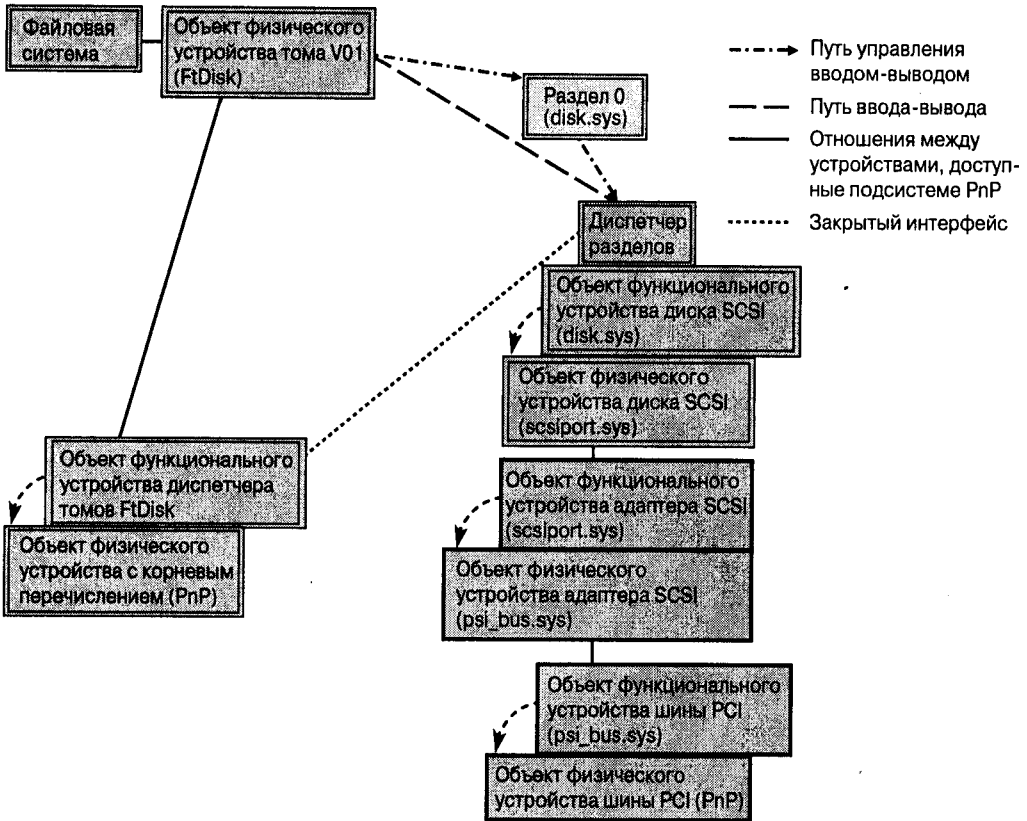 Файловая
система
Объект физического
устройства тома V01
(FtDisk)
Раздел 0
(disk.sys)
Путь управления
вводом-выводом
Путь ввода-вывода
Отношения между
устройствами, доступ-
ные подсистеме PnP
Закрытый интерфейс
Диспетчер
разделов
Объект функционального
устройства диска SCSI
(disk.sys)
Объект физического
устройства диска SCSI
(scsiport.sys)
Объект функционального
устройства диспетчера
томов FtDisk
Объект физического
устройства с корневым
перечислением (PnP)
Объект функционального
устройства адаптера SCSI
(scsiport.sys)
Объект физического
устройства адаптера SCSI
(psi_bus.sys)
Объект функционального
устройства шины PCI
(psi_bus.sys)
Объект физического
устройства шины PCI (PnP)